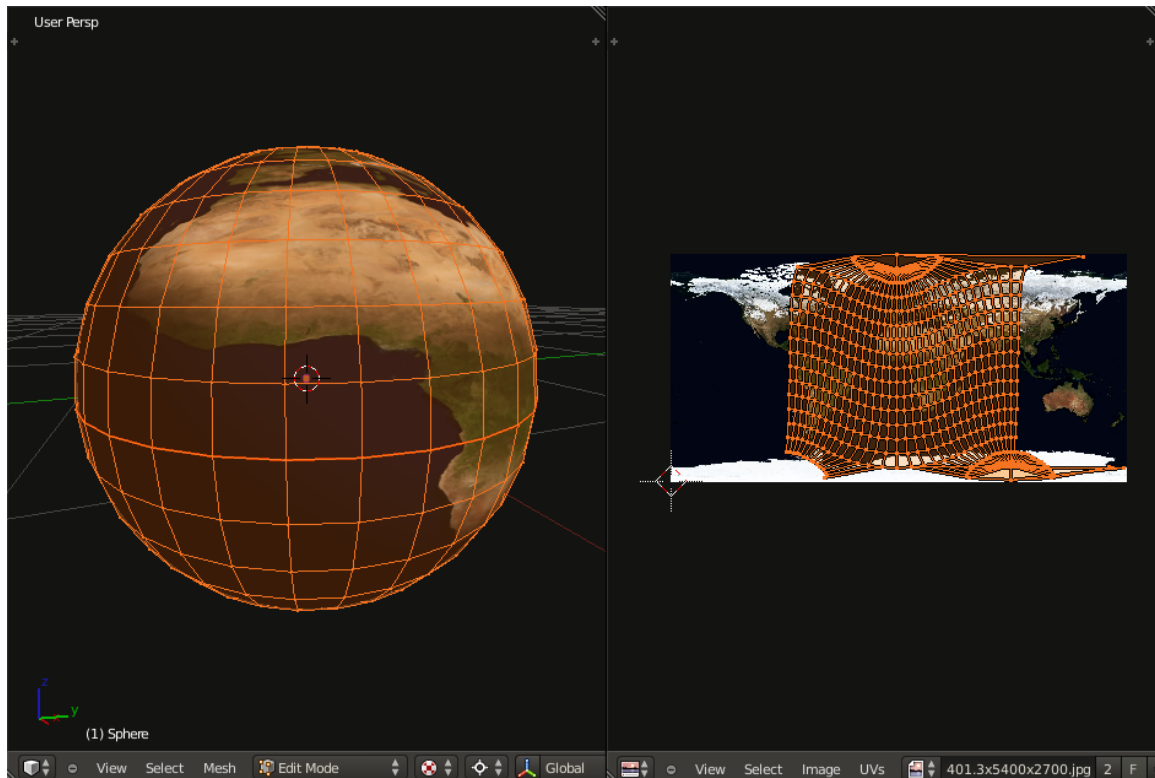 User Persp
z
y
(1) Sphere
View Select Mesh Edit Mode Global
View Select Image UVs 401.3x5400x2700.jpg 2 F